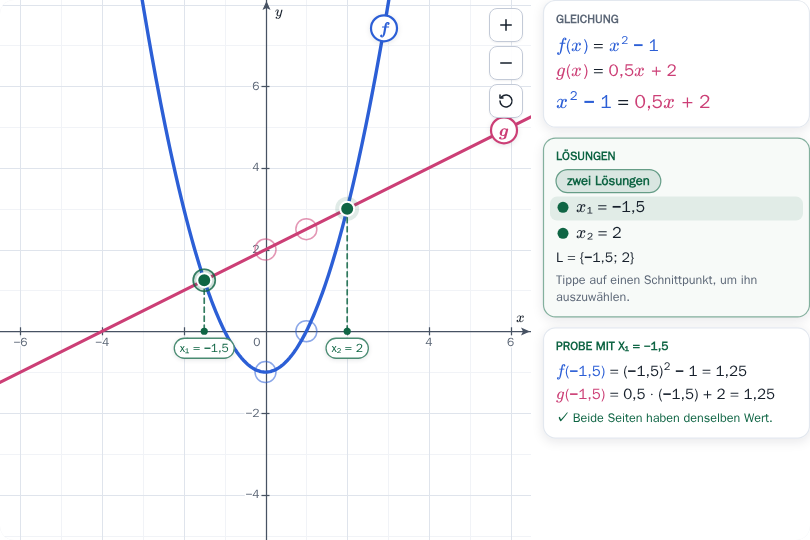 y
f
+
−
g
6
4
2
x
−6
−4
0
4
6
x₁ = −1,5
x₂ = 2
−2
−4
GLEICHUNG
f(x) = x² − 1
g(x) = 0,5x + 2
x² − 1 = 0,5x + 2
LÖSUNGEN
zwei Lösungen
x₁ = −1,5
x₂ = 2
L = {−1,5; 2}
Tippe auf einen Schnittpunkt, um ihn
auszuwählen.
PROBE MIT X₁ = −1,5
f(−1,5) = (−1,5)² − 1 = 1,25
g(−1,5) = 0,5 · (−1,5) + 2 = 1,25
✓ Beide Seiten haben denselben Wert.